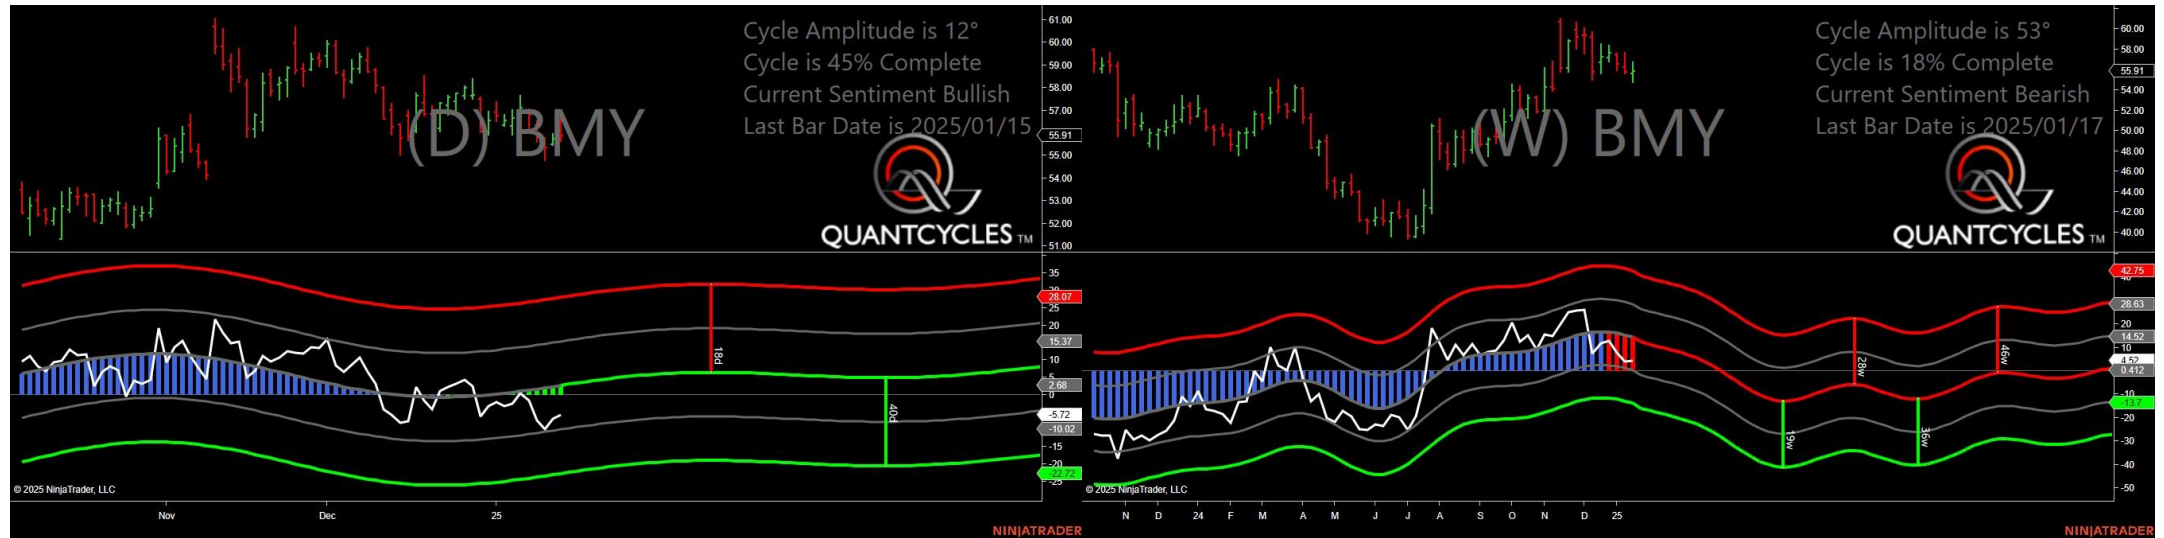 Cycle Amplitude is 12°
Cycle is 45% Complete
Current Sentiment Bullish
Last Bar Date is 2025/01/15
(D) BMY
QUANTCYCLES TM
61.00
60.00
59.00
58.00
57.00
55.91
55.00
54.00
53.00
52.00
51.00
35
28.07
25
20
15.37
10
5
2.68
0
-5.72
-10.02
-15
-20
-22.72
-25
18d
40d
© 2025 NinjaTrader, LLC
Nov
Dec
25
NINJATRADER
Cycle Amplitude is 53°
Cycle is 18% Complete
Current Sentiment Bearish
Last Bar Date is 2025/01/17
(W) BMY
QUANTCYCLES TM
60.00
58.00
55.91
54.00
52.00
50.00
48.00
46.00
44.00
42.00
40.00
42.75
28.63
20
14.52
10
4.52
0.412
-10
-13.7
-20
-30
-40
-50
28w
46w
19w
36w
© 2025 NinjaTrader, LLC
N D 24 F M A M J J A S O N D 25
NINJATRADER